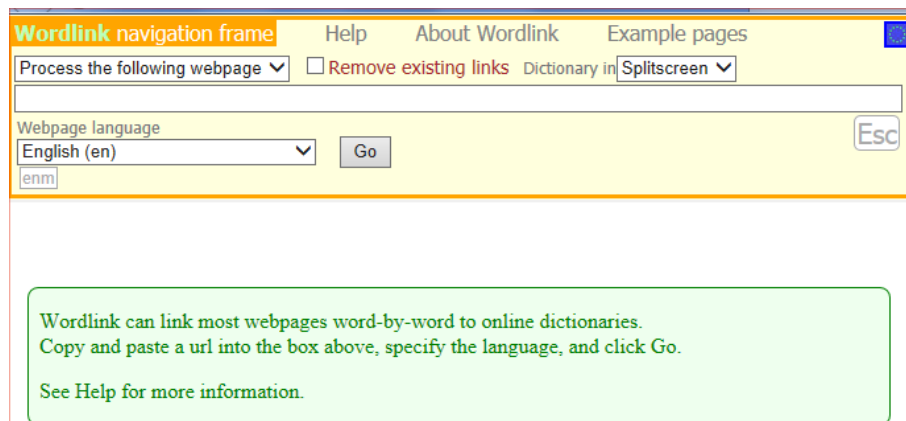 Wordlink navigation frame Help About Wordlink Example pages
Process the following webpage Remove existing links Dictionary in Splitscreen
Webpage language
Esc
English (en) Go
enm
Wordlink can link most webpages word-by-word to online dictionaries.
Copy and paste a url into the box above, specify the language, and click Go.
See Help for more information.